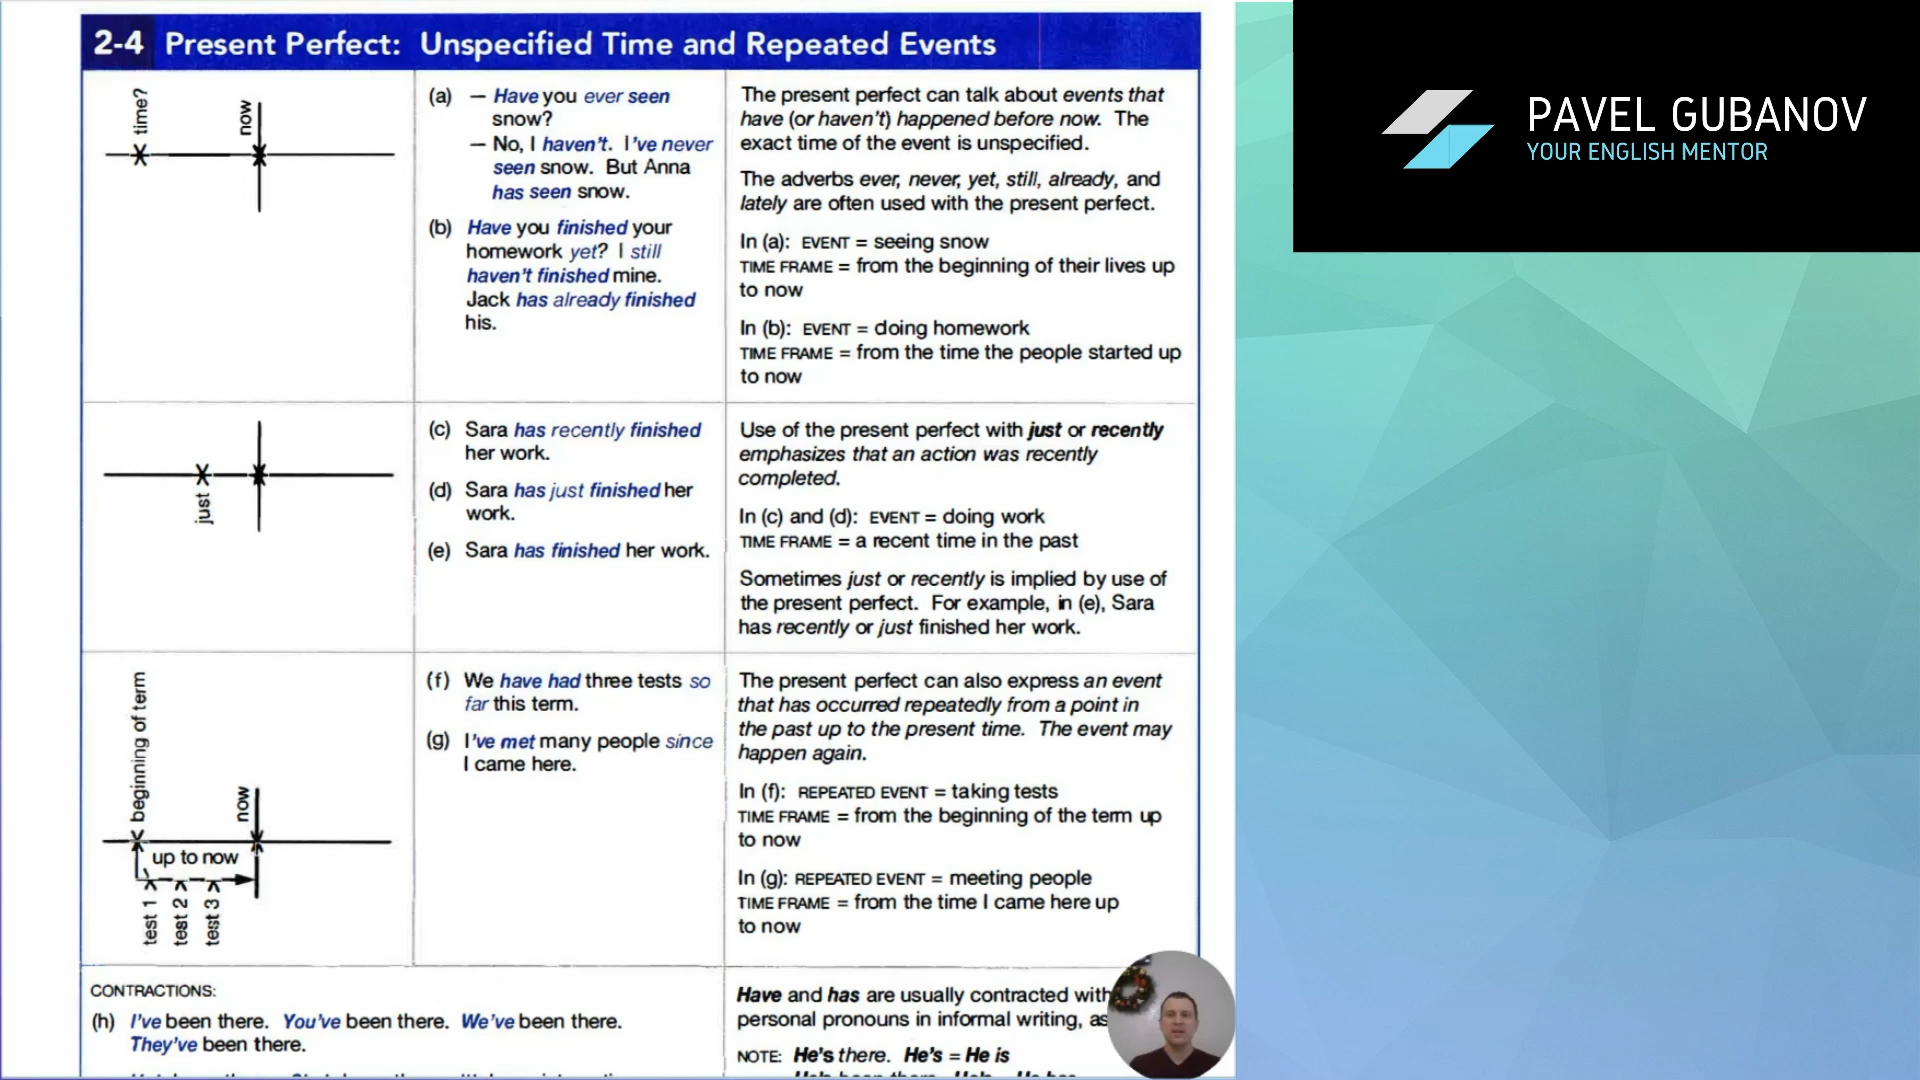 2-4 Present Perfect: Unspecified Time and Repeated Events
time?
now
(a) – Have you ever seen
snow?
– No, I haven't. I've never
seen snow. But Anna
has seen snow.
(b) Have you finished your
homework yet? I still
haven't finished mine.
Jack has already finished
his.
The present perfect can talk about events that
have (or haven't) happened before now. The
exact time of the event is unspecified.
The adverbs ever, never, yet, still, already, and
lately are often used with the present perfect.
In (a): EVENT = seeing snow
TIME FRAME = from the beginning of their lives up
to now
In (b): EVENT = doing homework
TIME FRAME = from the time the people started up
to now
just
(c) Sara has recently finished
her work.
(d) Sara has just finished her
work.
(e) Sara has finished her work.
Use of the present perfect with just or recently
emphasizes that an action was recently
completed.
In (c) and (d): EVENT = doing work
TIME FRAME = a recent time in the past
Sometimes just or recently is implied by use of
the present perfect. For example, in (e), Sara
has recently or just finished her work.
beginning of term
now
up to now
test 1
test 2
test 3
(f) We have had three tests so
far this term.
(g) I've met many people since
I came here.
The present perfect can also express an event
that has occurred repeatedly from a point in
the past up to the present time. The event may
happen again.
In (f): REPEATED EVENT = taking tests
TIME FRAME = from the beginning of the term up
to now
In (g): REPEATED EVENT = meeting people
TIME FRAME = from the time I came here up
to now
CONTRACTIONS:
(h) I've been there. You've been there. We've been there.
They've been there.
Have and has are usually contracted with
personal pronouns in informal writing, as
NOTE: He's there. He's = He is
PAVEL GUBANOV
YOUR ENGLISH MENTOR